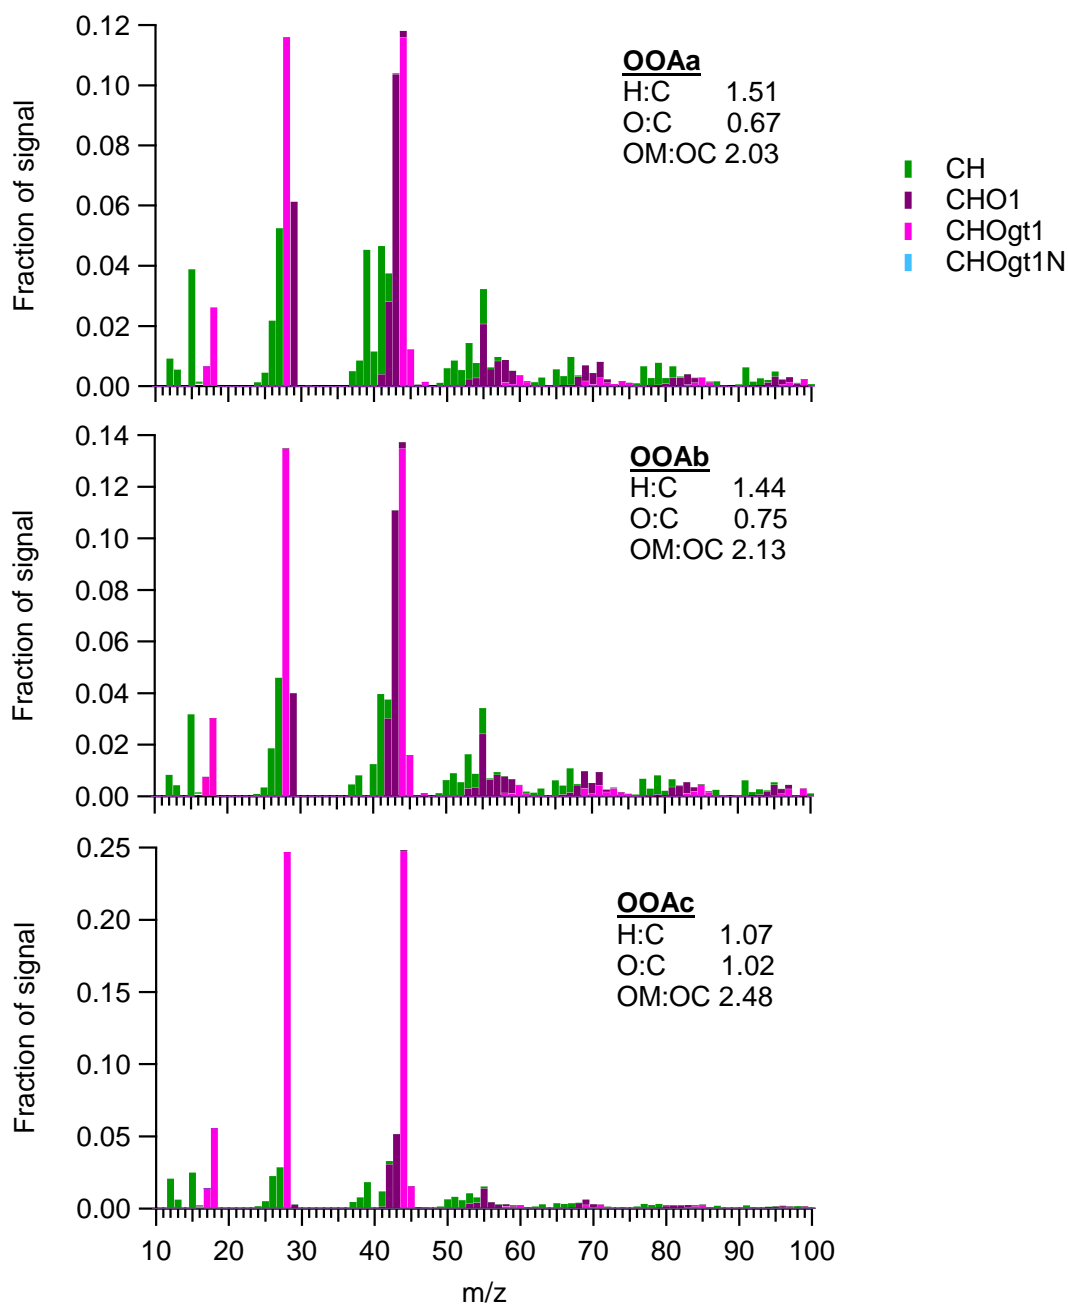 0.12
0.10
0.08
0.06
0.04
0.02
0.00
Fraction of signal
OOAa
H:C 1.51
O:C 0.67
OM:OC 2.03
CH
CHO1
CHOgt1
CHOgt1N
0.14
0.12
0.10
0.08
0.06
0.04
0.02
0.00
Fraction of signal
OOAb
H:C 1.44
O:C 0.75
OM:OC 2.13
0.25
0.20
0.15
0.10
0.05
0.00
Fraction of signal
OOAc
H:C 1.07
O:C 1.02
OM:OC 2.48
10 20 30 40 50 60 70 80 90 100
m/z